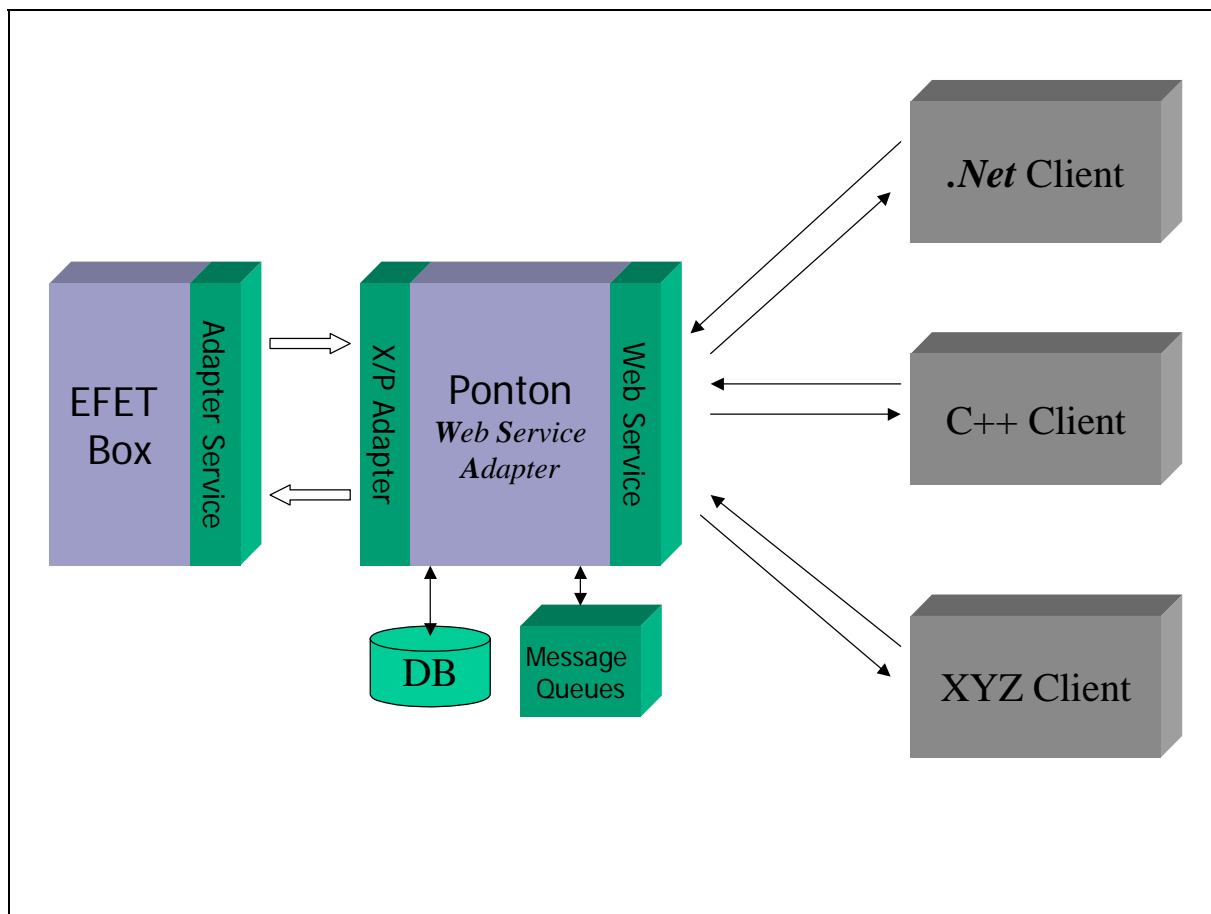 EFET
Box
Adapter Service
X/P Adapter
Ponton
Web Service
Adapter
Web Service
DB
Message
Queues
.Net Client
C++ Client
XYZ Client